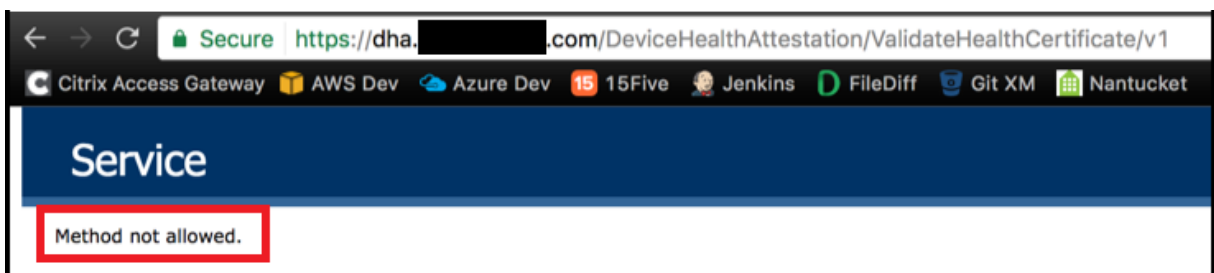 Secure https://dha. .com/DeviceHealthAttestation/ValidateHealthCertificate/v1
Citrix Access Gateway AWS Dev Azure Dev 15 15Five Jenkins D FileDiff Git XM Nantucket
Service
Method not allowed.